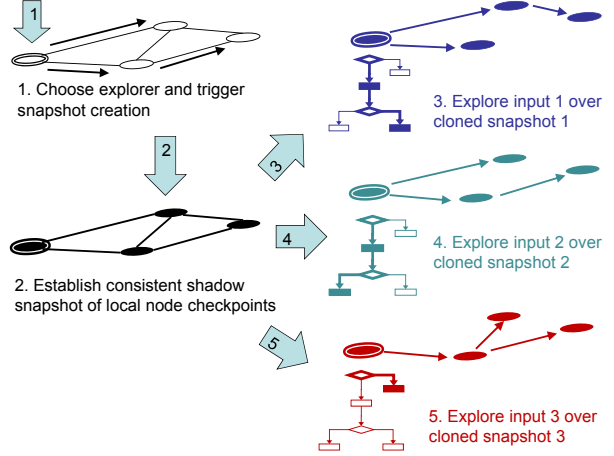 1
1. Choose explorer and trigger
snapshot creation
2
2. Establish consistent shadow
snapshot of local node checkpoints
3
3. Explore input 1 over
cloned snapshot 1
4
4. Explore input 2 over
cloned snapshot 2
5
5. Explore input 3 over
cloned snapshot 3